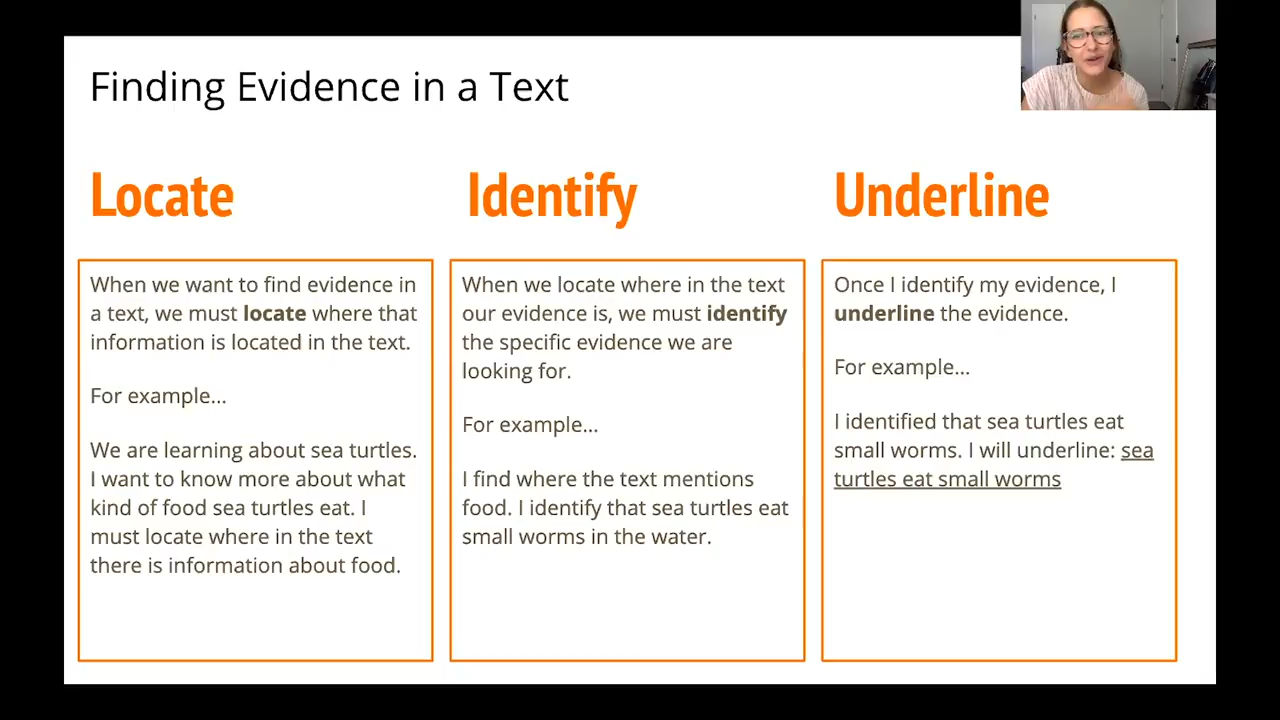 Finding Evidence in a Text
Locate
When we want to find evidence in
a text, we must locate where that
information is located in the text.
For example...
We are learning about sea turtles.
I want to know more about what
kind of food sea turtles eat. I
must locate where in the text
there is information about food.
Identify
When we locate where in the text
our evidence is, we must identify
the specific evidence we are
looking for.
For example...
I find where the text mentions
food. I identify that sea turtles eat
small worms in the water.
Underline
Once I identify my evidence, I
underline the evidence.
For example...
I identified that sea turtles eat
small worms. I will underline: sea
turtles eat small worms